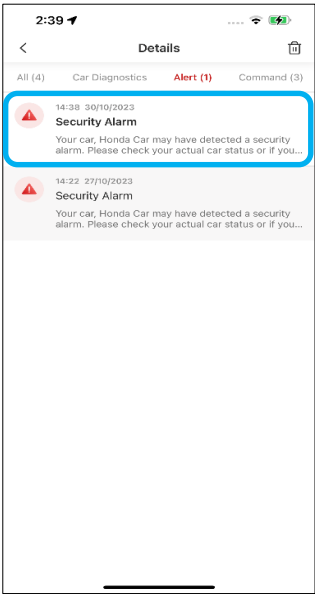 2:39
Details
All (4) Car Diagnostics Alert (1) Command (3)
14:38 30/10/2023
Security Alarm
Your car, Honda Car may have detected a security
alarm. Please check your actual car status or if you...
14:22 27/10/2023
Security Alarm
Your car, Honda Car may have detected a security
alarm. Please check your actual car status or if you...